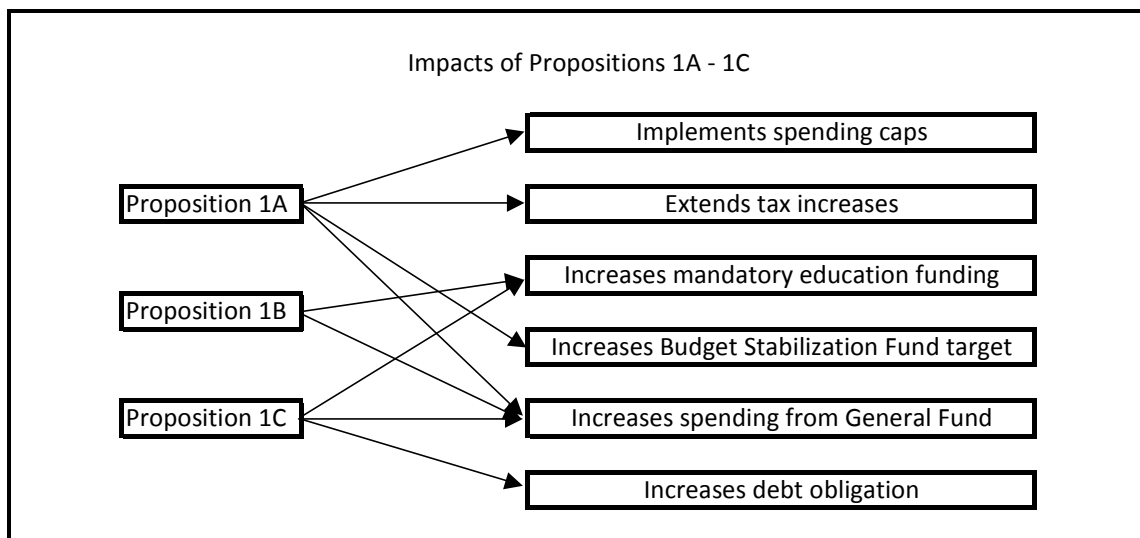 Impacts of Propositions 1A - 1C
Implements spending caps
Proposition 1A
Extends tax increases
Increases mandatory education funding
Proposition 1B
Increases Budget Stabilization Fund target
Proposition 1C
Increases spending from General Fund
Increases debt obligation